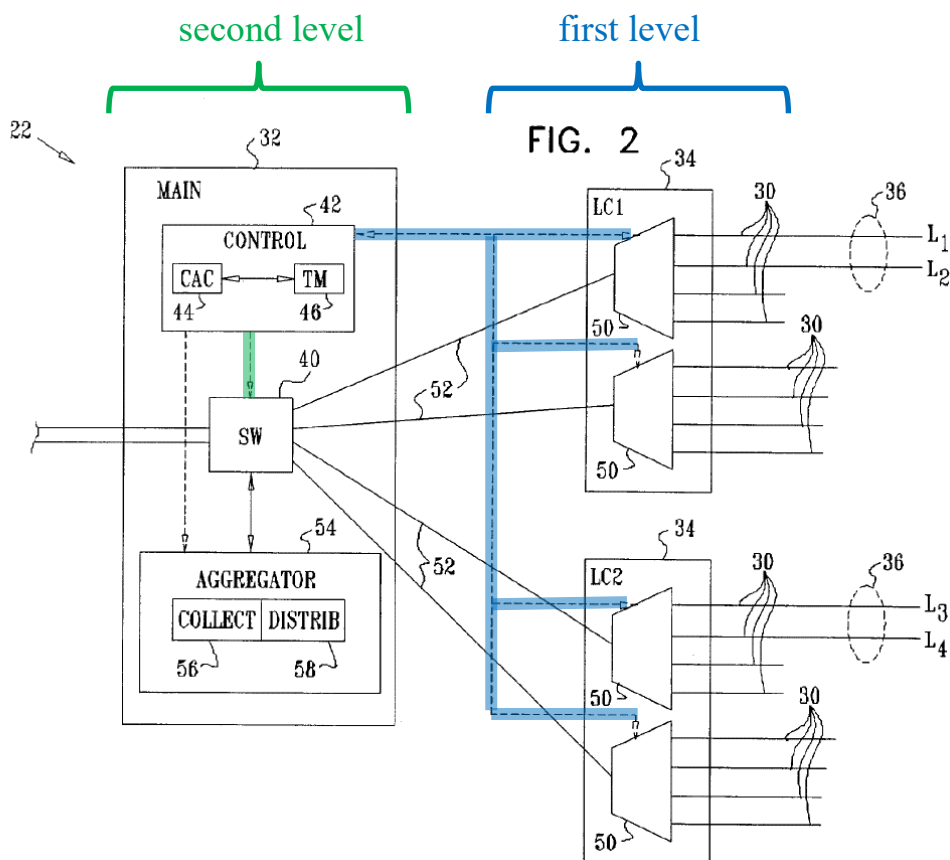 second level
first level
22
FIG. 2
32
MAIN
42
CONTROL
CAC
TM
44
46
40
SW
54
AGGREGATOR
COLLECT
DISTRIB
56
58
52
52
52
34
LC1
50
50
30
36
L1
L2
30
34
LC2
50
50
30
36
L3
L4
30